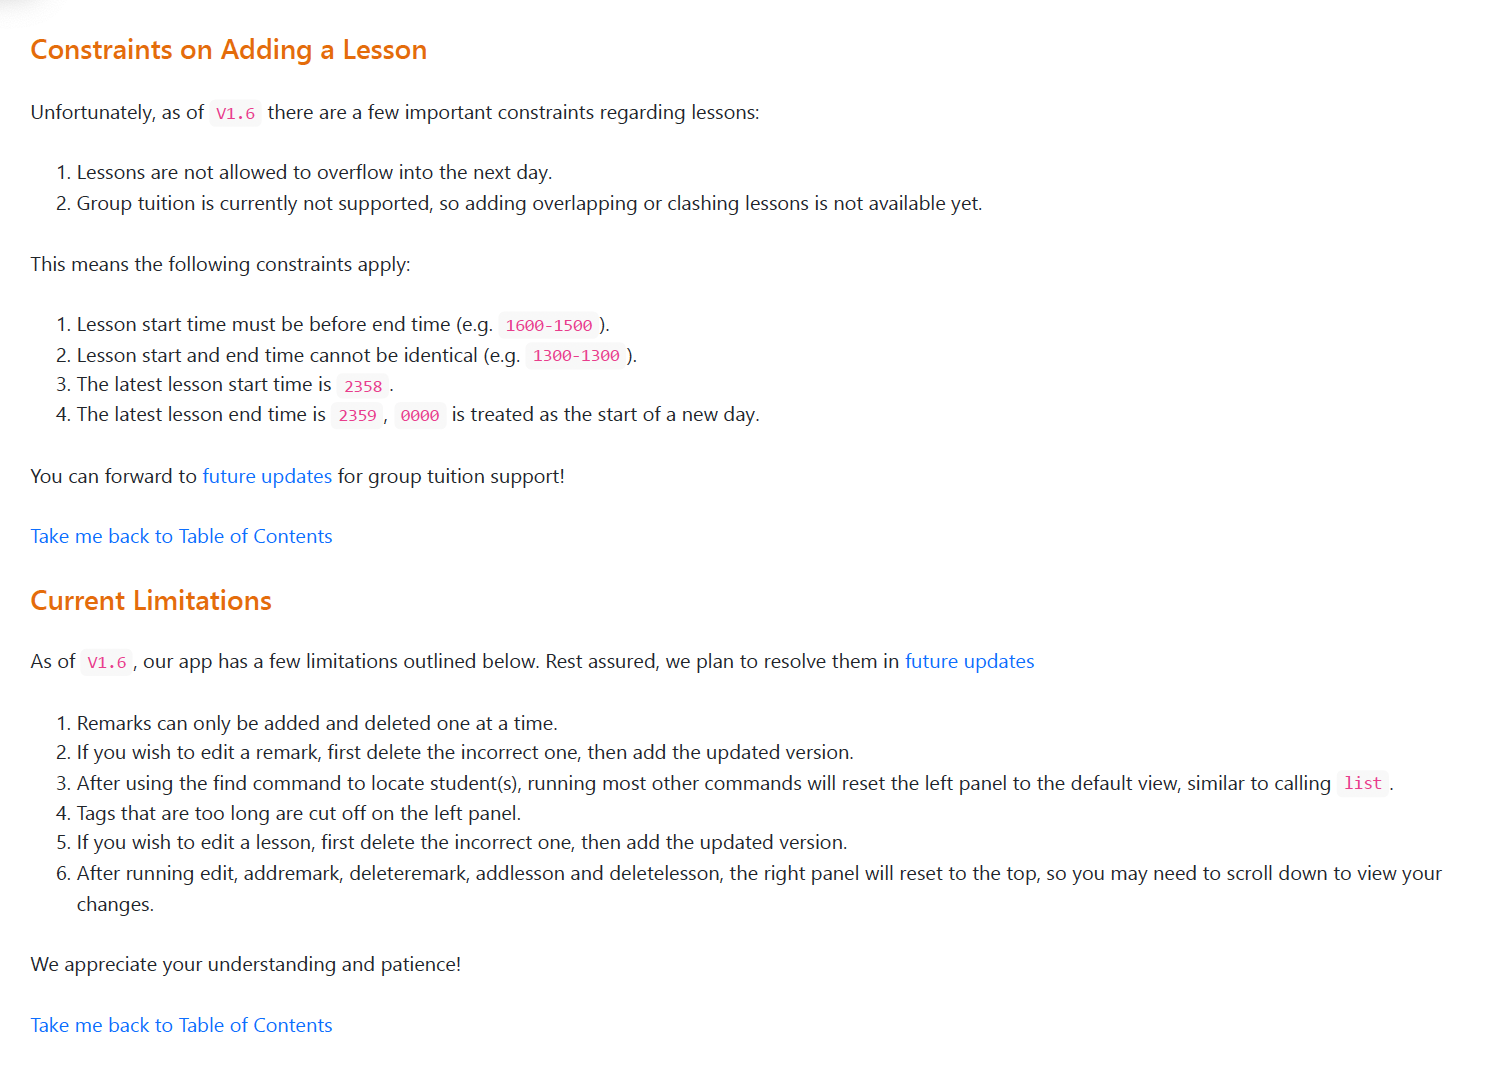 Constraints on Adding a Lesson
Unfortunately, as of V1.6 there are a few important constraints regarding lessons:
1. Lessons are not allowed to overflow into the next day.
2. Group tuition is currently not supported, so adding overlapping or clashing lessons is not available yet.
This means the following constraints apply:
1. Lesson start time must be before end time (e.g. 1600-1500 ).
2. Lesson start and end time cannot be identical (e.g. 1300-1300 ).
3. The latest lesson start time is 2358 .
4. The latest lesson end time is 2359 , 0000 is treated as the start of a new day.
You can forward to future updates for group tuition support!
Take me back to Table of Contents
Current Limitations
As of V1.6 , our app has a few limitations outlined below. Rest assured, we plan to resolve them in future updates
1. Remarks can only be added and deleted one at a time.
2. If you wish to edit a remark, first delete the incorrect one, then add the updated version.
3. After using the find command to locate student(s), running most other commands will reset the left panel to the default view, similar to calling list .
4. Tags that are too long are cut off on the left panel.
5. If you wish to edit a lesson, first delete the incorrect one, then add the updated version.
6. After running edit, addremark, deleteremark, addlesson and deletelesson, the right panel will reset to the top, so you may need to scroll down to view your
changes.
We appreciate your understanding and patience!
Take me back to Table of Contents